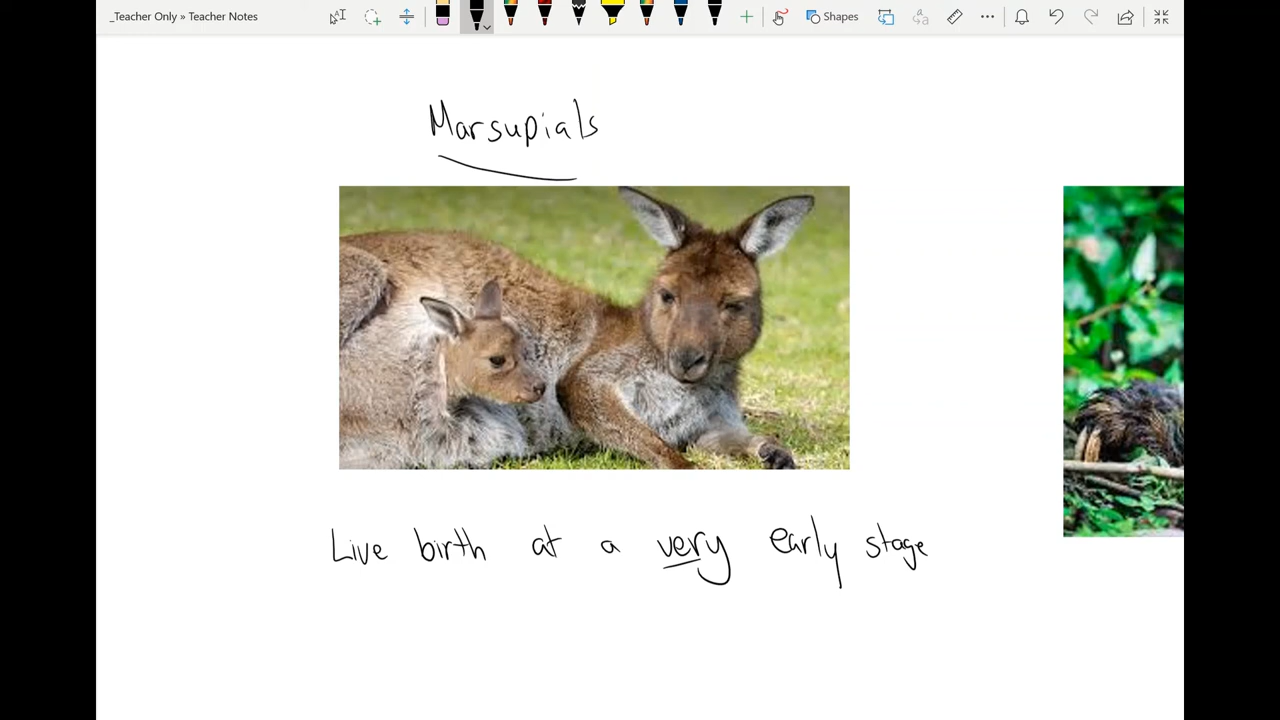 _Teacher Only » Teacher Notes
Shapes
Marsupials
Live birth at a very early stage